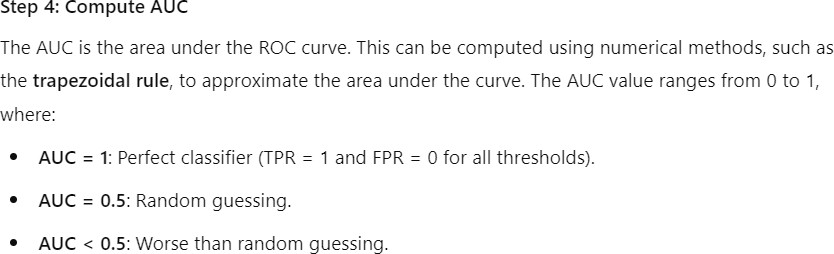 Step 4: Compute AUC
The AUC is the area under the ROC curve. This can be computed using numerical methods, such as
the trapezoidal rule, to approximate the area under the curve. The AUC value ranges from 0 to 1,
where:
• AUC = 1: Perfect classifier (TPR = 1 and FPR = 0 for all thresholds).
• AUC = 0.5: Random guessing.
• AUC < 0.5: Worse than random guessing.